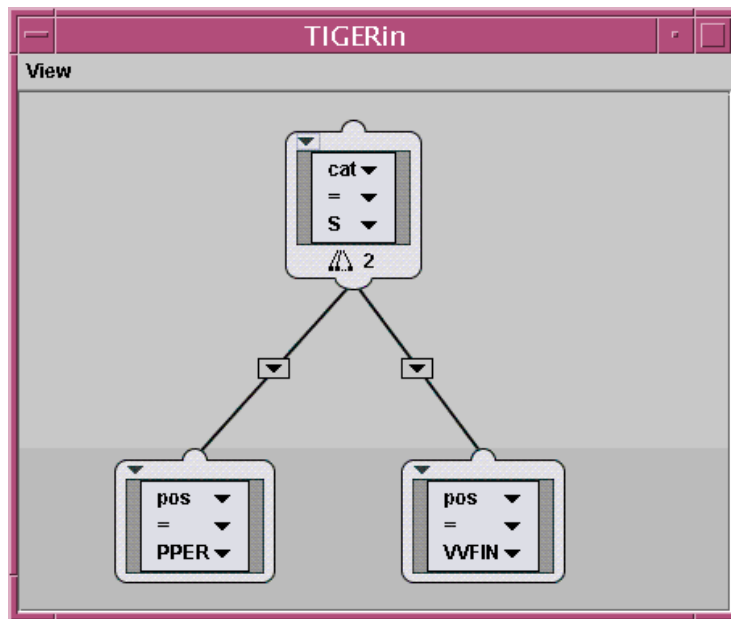 TIGERin
View
cat
=
S
2
pos
=
PPER
pos
=
VVFIN